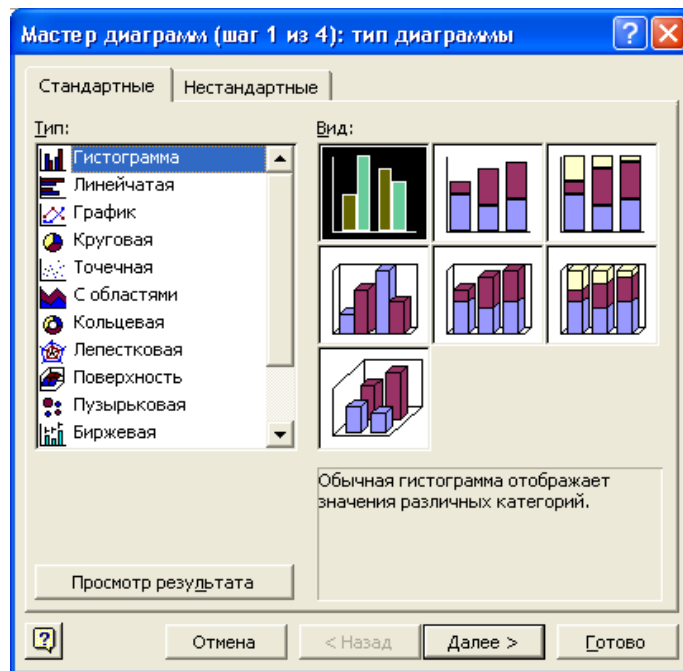 Мастер диаграмм (шаг 1 из 4): тип диаграммы
Стандартные Нестандартные
Тип:
Гистограмма
Линейчатая
График
Круговая
Точечная
С областями
Кольцевая
Лепестковая
Поверхность
Пузырьковая
Биржевая
Вид:
Обычная гистограмма отображает
значения различных категорий.
Просмотр результата
Отмена < Назад Далее > Готово